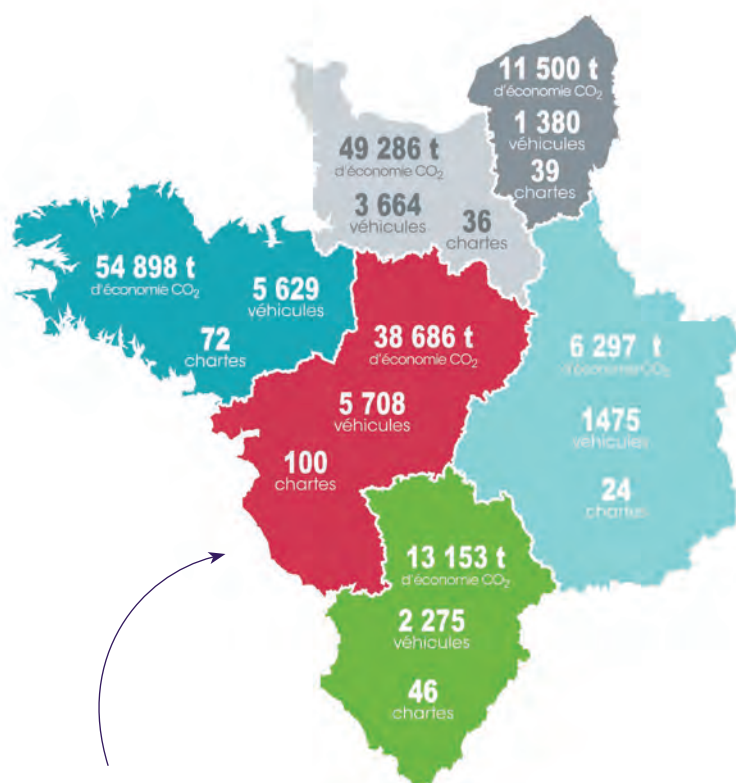 11 500 t
d'économie CO₂
1 380
véhicules
39
chartes
49 286 t
d'économie CO₂
3 664
véhicules
36
chartes
54 898 t
d'économie CO₂
5 629
véhicules
72
chartes
38 686 t
d'économie CO₂
5 708
véhicules
100
chartes
6 297 t
d'économie CO₂
1475
véhicules
24
chartes
13 153 t
d'économie CO₂
2 275
véhicules
46
chartes